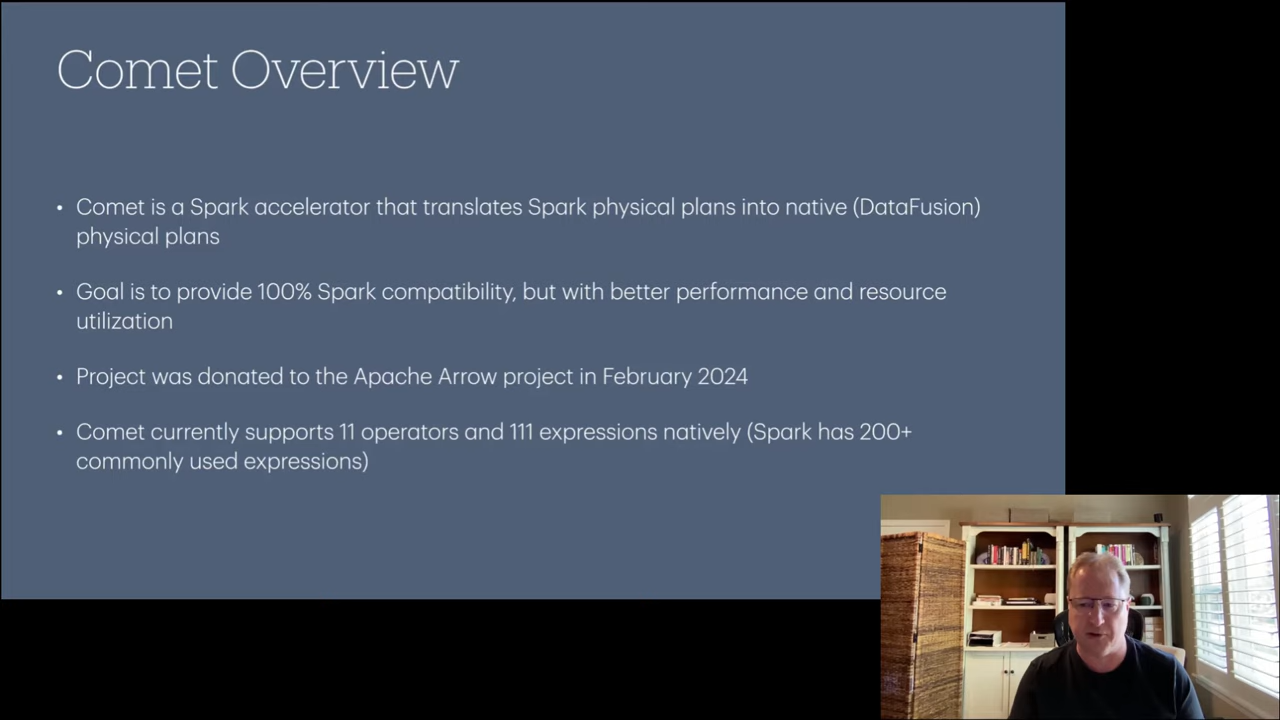 Comet Overview
• Comet is a Spark accelerator that translates Spark physical plans into native (DataFusion)
physical plans
• Goal is to provide 100% Spark compatibility, but with better performance and resource
utilization
• Project was donated to the Apache Arrow project in February 2024
• Comet currently supports 11 operators and 111 expressions natively (Spark has 200+
commonly used expressions)